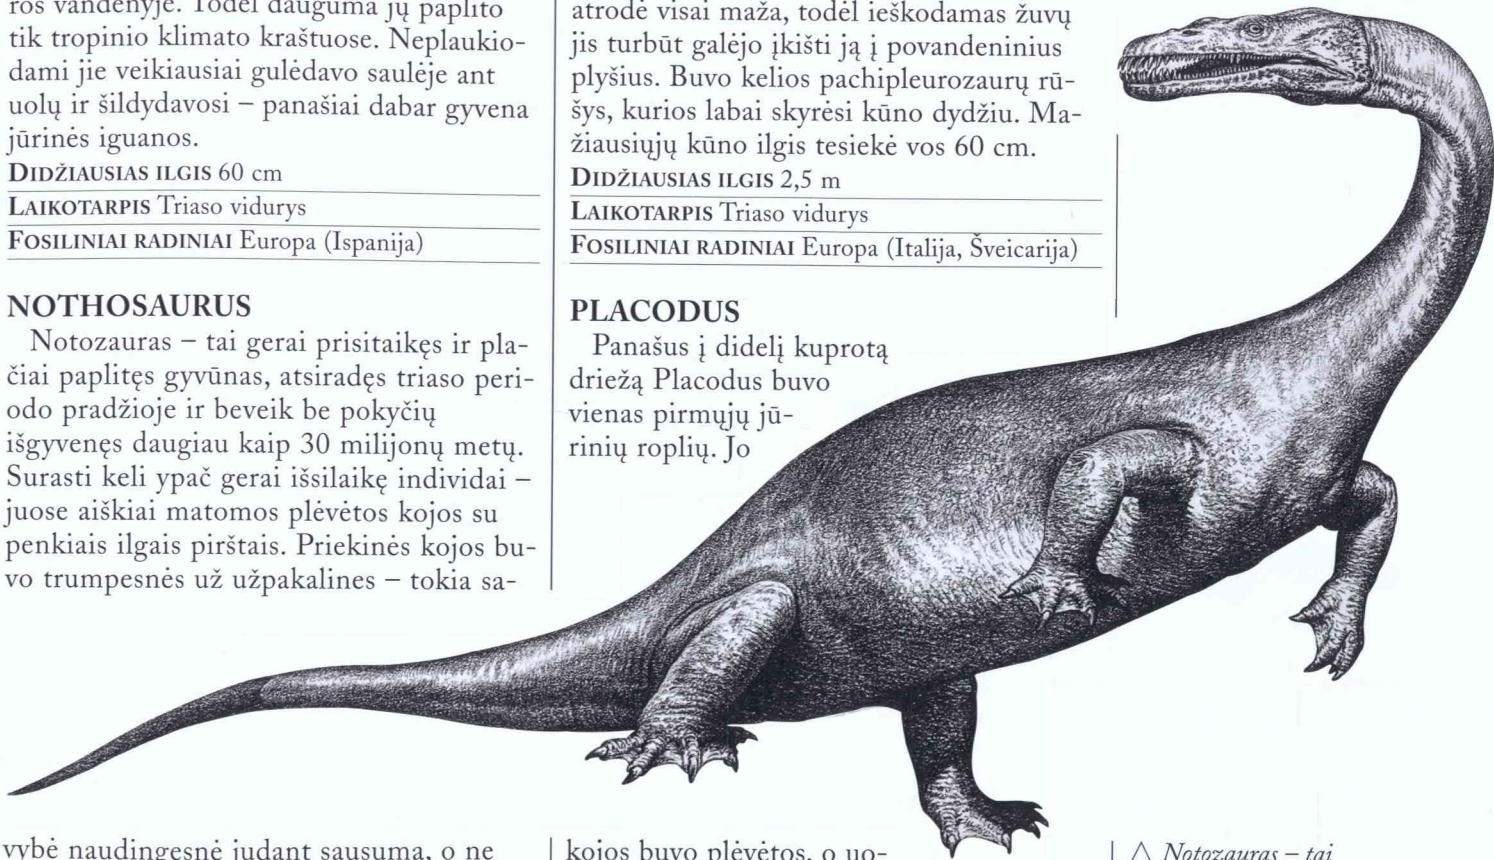 ros vandenyje. Todėl dauguma jų paplito
tik tropinio klimato kraštuose. Neplaukio-
dami jie veikiausiai gulėdavo saulėje ant
uolų ir šildydavosi – panašiai dabar gyvena
jūrinės iguanos.
DIDŽIAUSIAS ILGIS 60 cm
LAIKOTARPIS Triaso vidurys
FOSILINIAI RADINIAI Europa (Ispanija)
NOTHOSAURUS
Notozauras – tai gerai prisitaikęs ir pla-
čiai paplitęs gyvūnas, atsiradęs triaso peri-
odo pradžioje ir beveik be pokyčių
išgyvenęs daugiau kaip 30 milijonų metų.
Surasti keli ypač gerai išsilaikę individai –
juose aiškiai matomos plėvėtos kojos su
penkiais ilgais pirštais. Priekinės kojos bu-
vo trumpesnės už užpakalines – tokia sa-
vybė naudingesnė judant sausuma, o ne
atrodė visai maža, todėl ieškodamas žuvų
jis turbūt galėjo įkišti ją į povandeninius
plyšius. Buvo kelios pachipleurozaurų rū-
šys, kurios labai skyrėsi kūno dydžiu. Ma-
žiausiųjų kūno ilgis tesiekė vos 60 cm.
DIDŽIAUSIAS ILGIS 2,5 m
LAIKOTARPIS Triaso vidurys
FOSILINIAI RADINIAI Europa (Italija, Šveicarija)
PLACODUS
Panašus į didelį kuprotą
driežą Placodus buvo
vienas pirmųjų jū-
rinių roplių. Jo
kojos buvo plėvėtos, o uo-
△ Notozauras – tai